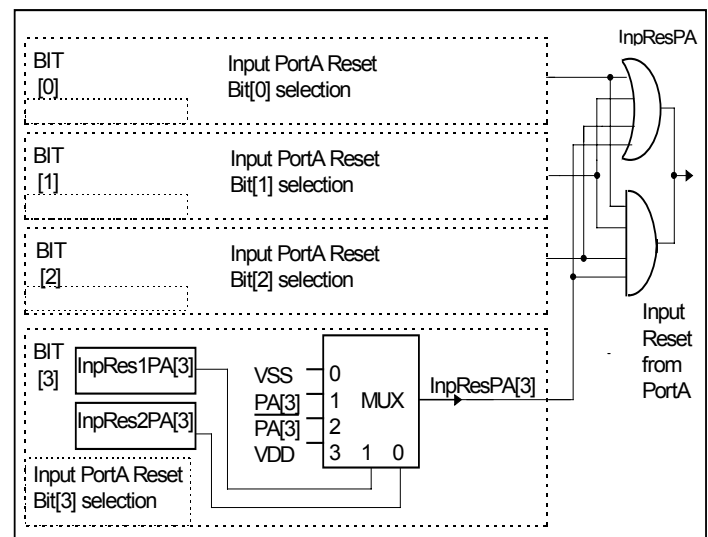 InpResPA
BIT
[0]
Input PortA Reset
Bit[0] selection
BIT
[1]
Input PortA Reset
Bit[1] selection
BIT
[2]
Input PortA Reset
Bit[2] selection
BIT
[3]
InpRes1PA[3]
InpRes2PA[3]
VSS
PA[3]
PA[3]
VDD
0
1
2
3
MUX
1 0
InpResPA[3]
Input
Reset
from
PortA
Input PortA Reset
Bit[3] selection